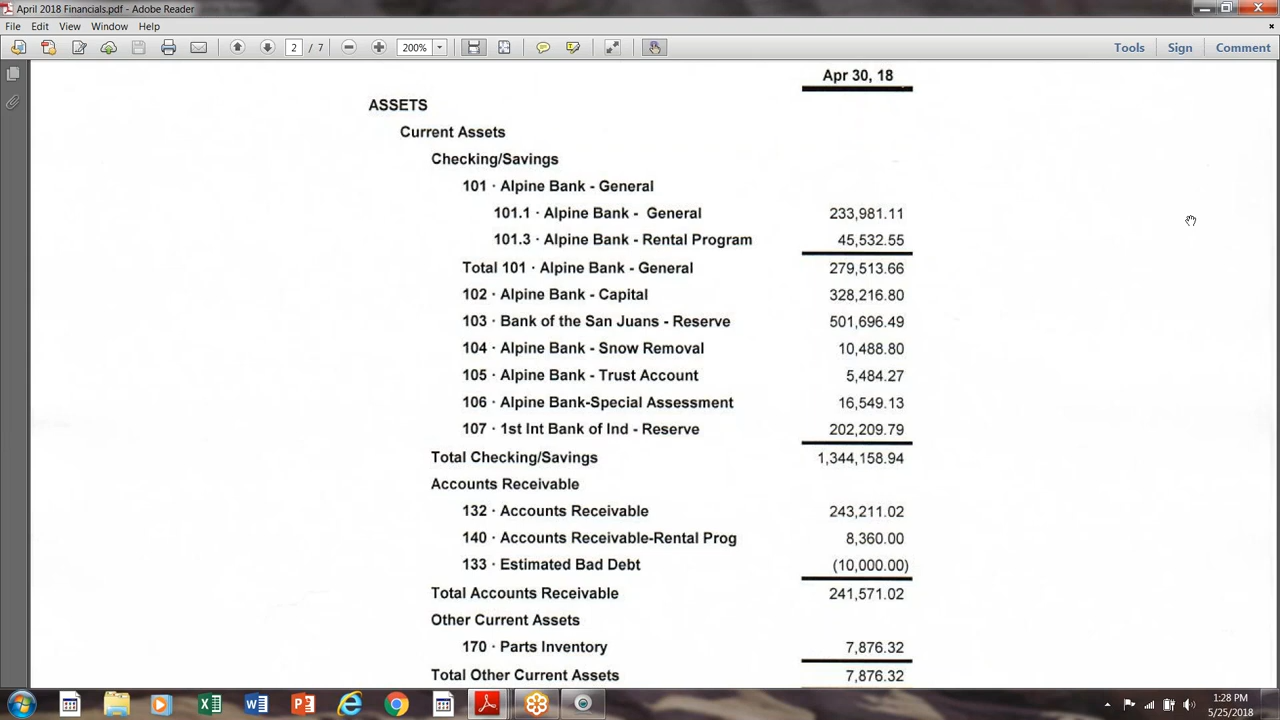 April 2018 Financials.pdf - Adobe Reader
File Edit View Window Help
2 / 7 200% Tools Sign Comment
Apr 30, 18
ASSETS
Current Assets
Checking/Savings
101 · Alpine Bank - General
101.1 · Alpine Bank - General 233,981.11
101.3 · Alpine Bank - Rental Program 45,532.55
Total 101 · Alpine Bank - General 279,513.66
102 · Alpine Bank - Capital 328,216.80
103 · Bank of the San Juans - Reserve 501,696.49
104 · Alpine Bank - Snow Removal 10,488.80
105 · Alpine Bank - Trust Account 5,484.27
106 · Alpine Bank-Special Assessment 16,549.13
107 · 1st Int Bank of Ind - Reserve 202,209.79
Total Checking/Savings 1,344,158.94
Accounts Receivable
132 · Accounts Receivable 243,211.02
140 · Accounts Receivable-Rental Prog 8,360.00
133 · Estimated Bad Debt (10,000.00)
Total Accounts Receivable 241,571.02
Other Current Assets
170 · Parts Inventory 7,876.32
Total Other Current Assets 7,876.32
1:28 PM
5/25/2018